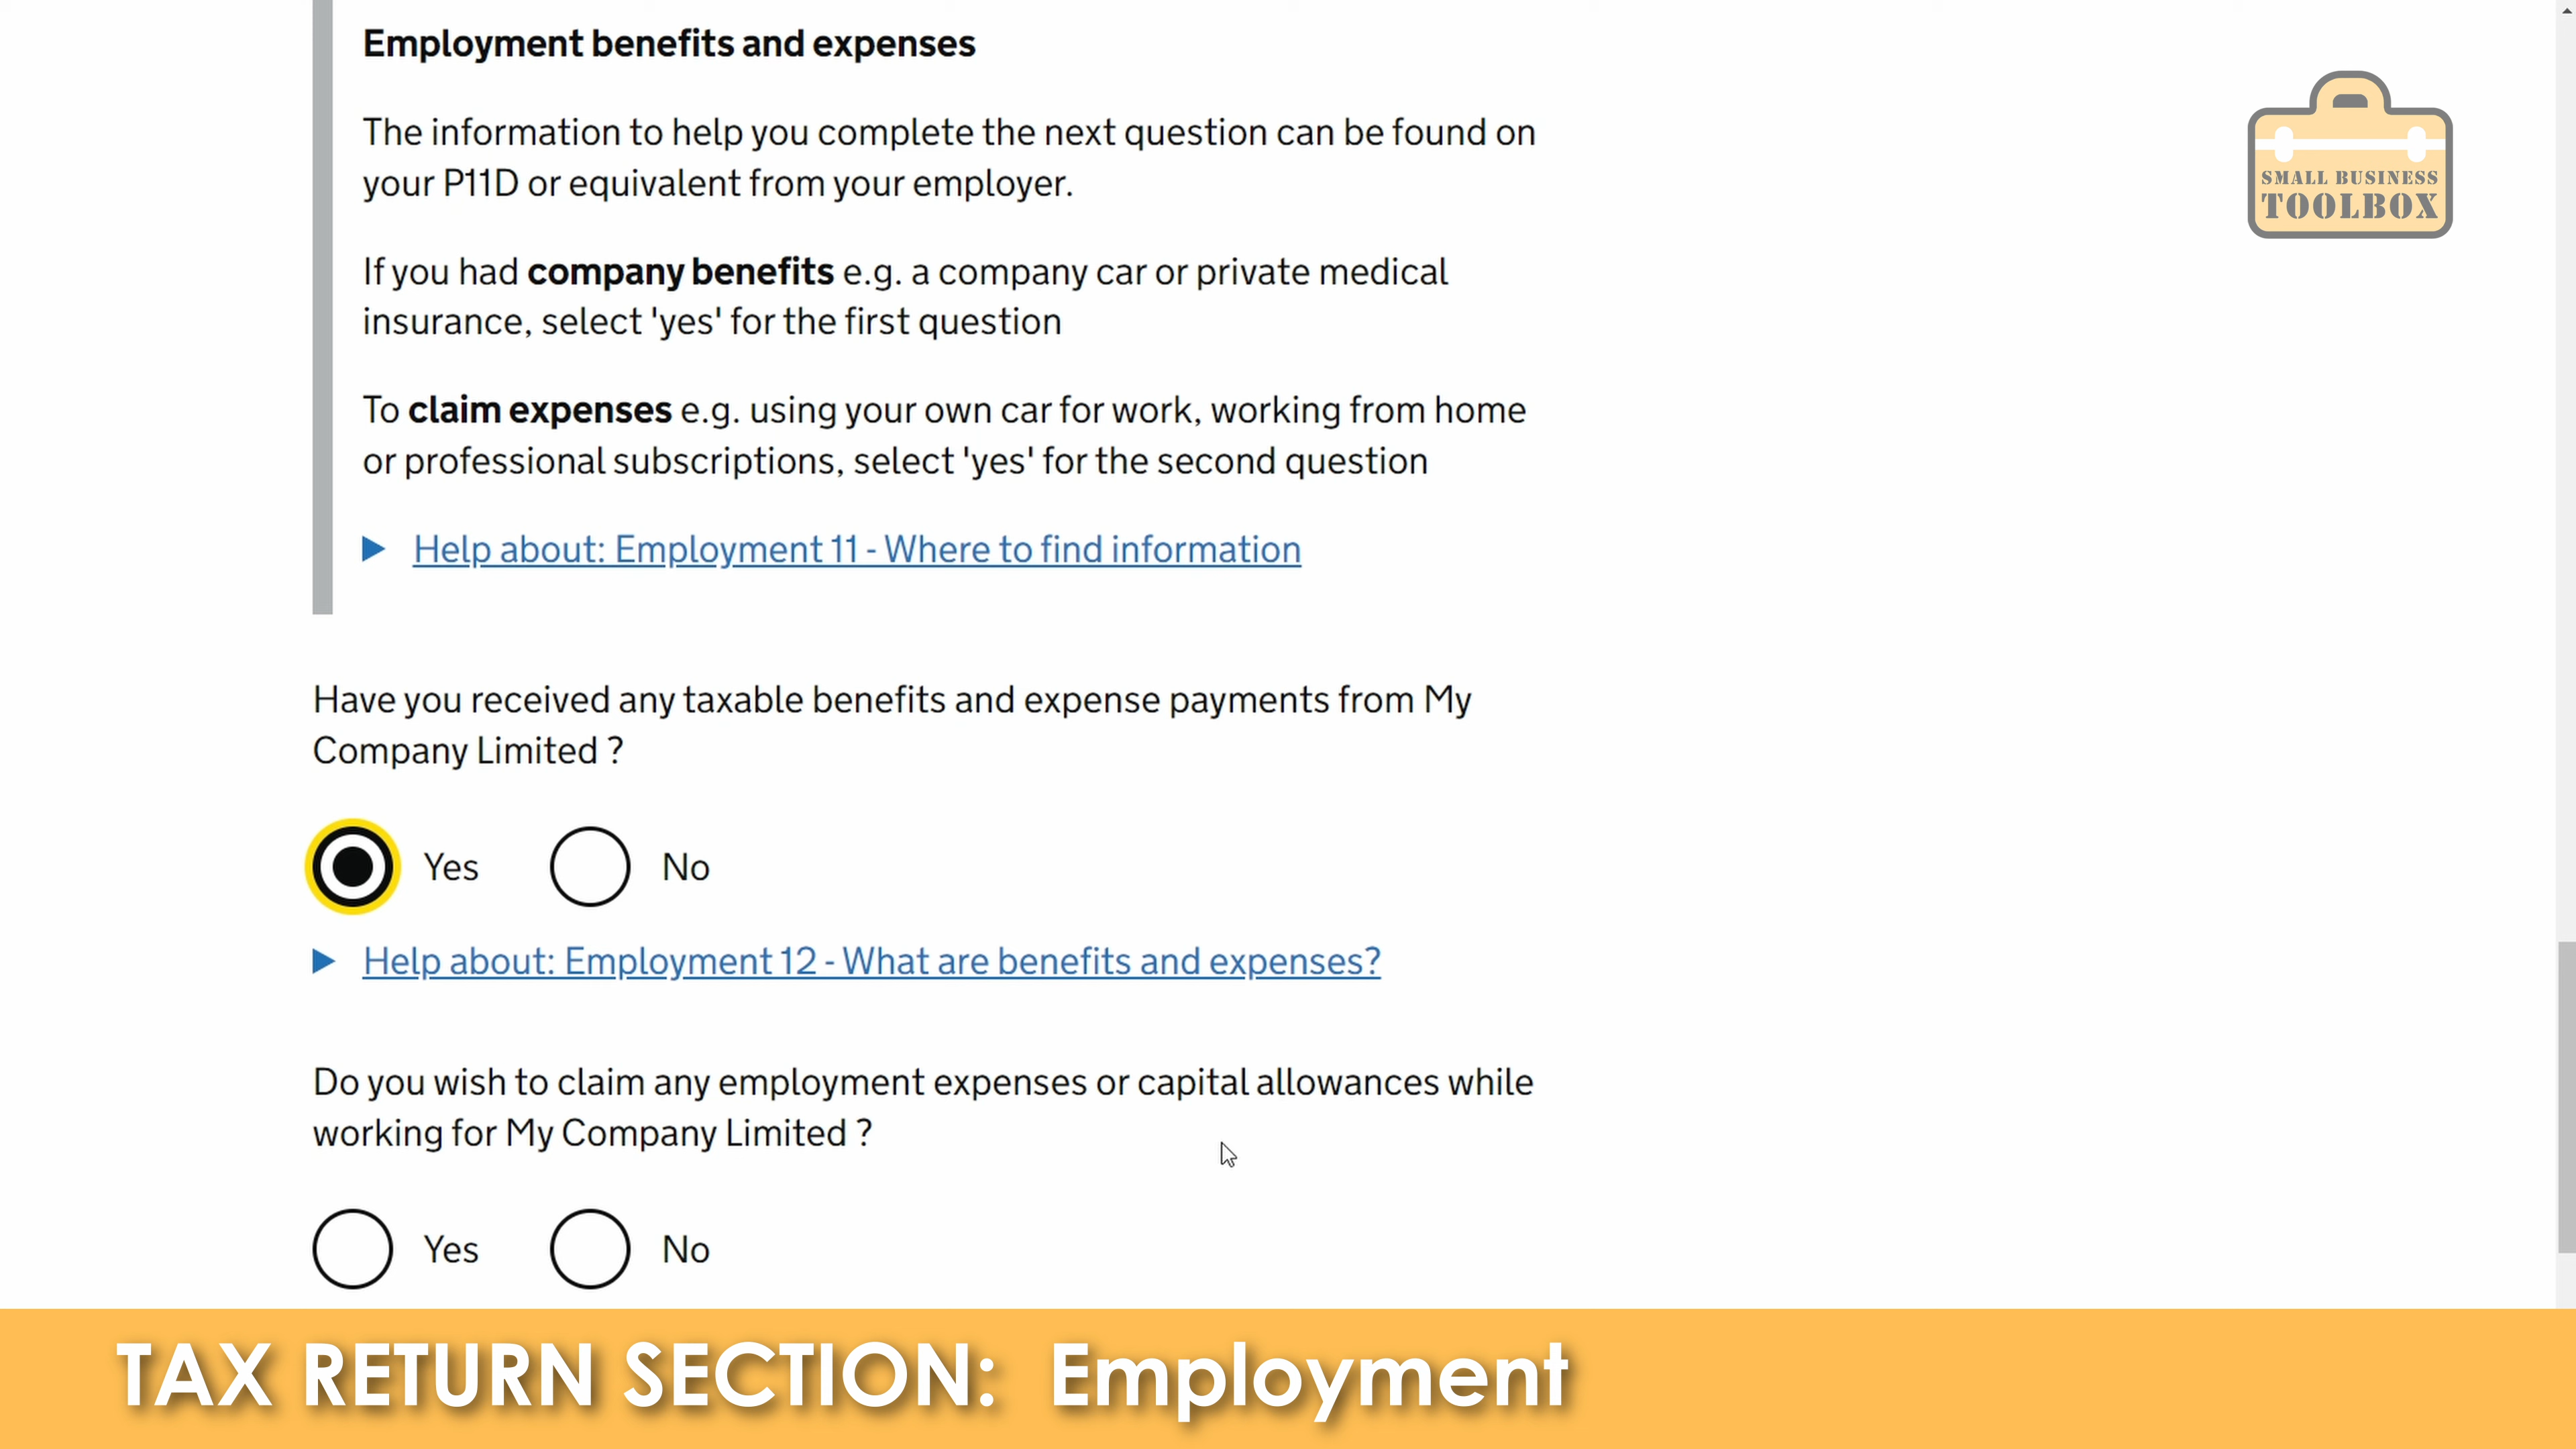 Employment benefits and expenses
The information to help you complete the next question can be found on
your P11D or equivalent from your employer.
If you had company benefits e.g. a company car or private medical
insurance, select 'yes' for the first question
To claim expenses e.g. using your own car for work, working from home
or professional subscriptions, select 'yes' for the second question
Help about: Employment 11 - Where to find information
SMALL BUSINESS
TOOLBOX
Have you received any taxable benefits and expense payments from My
Company Limited ?
Yes No
Help about: Employment 12 - What are benefits and expenses?
Do you wish to claim any employment expenses or capital allowances while
working for My Company Limited ?
Yes No
TAX RETURN SECTION: Employment